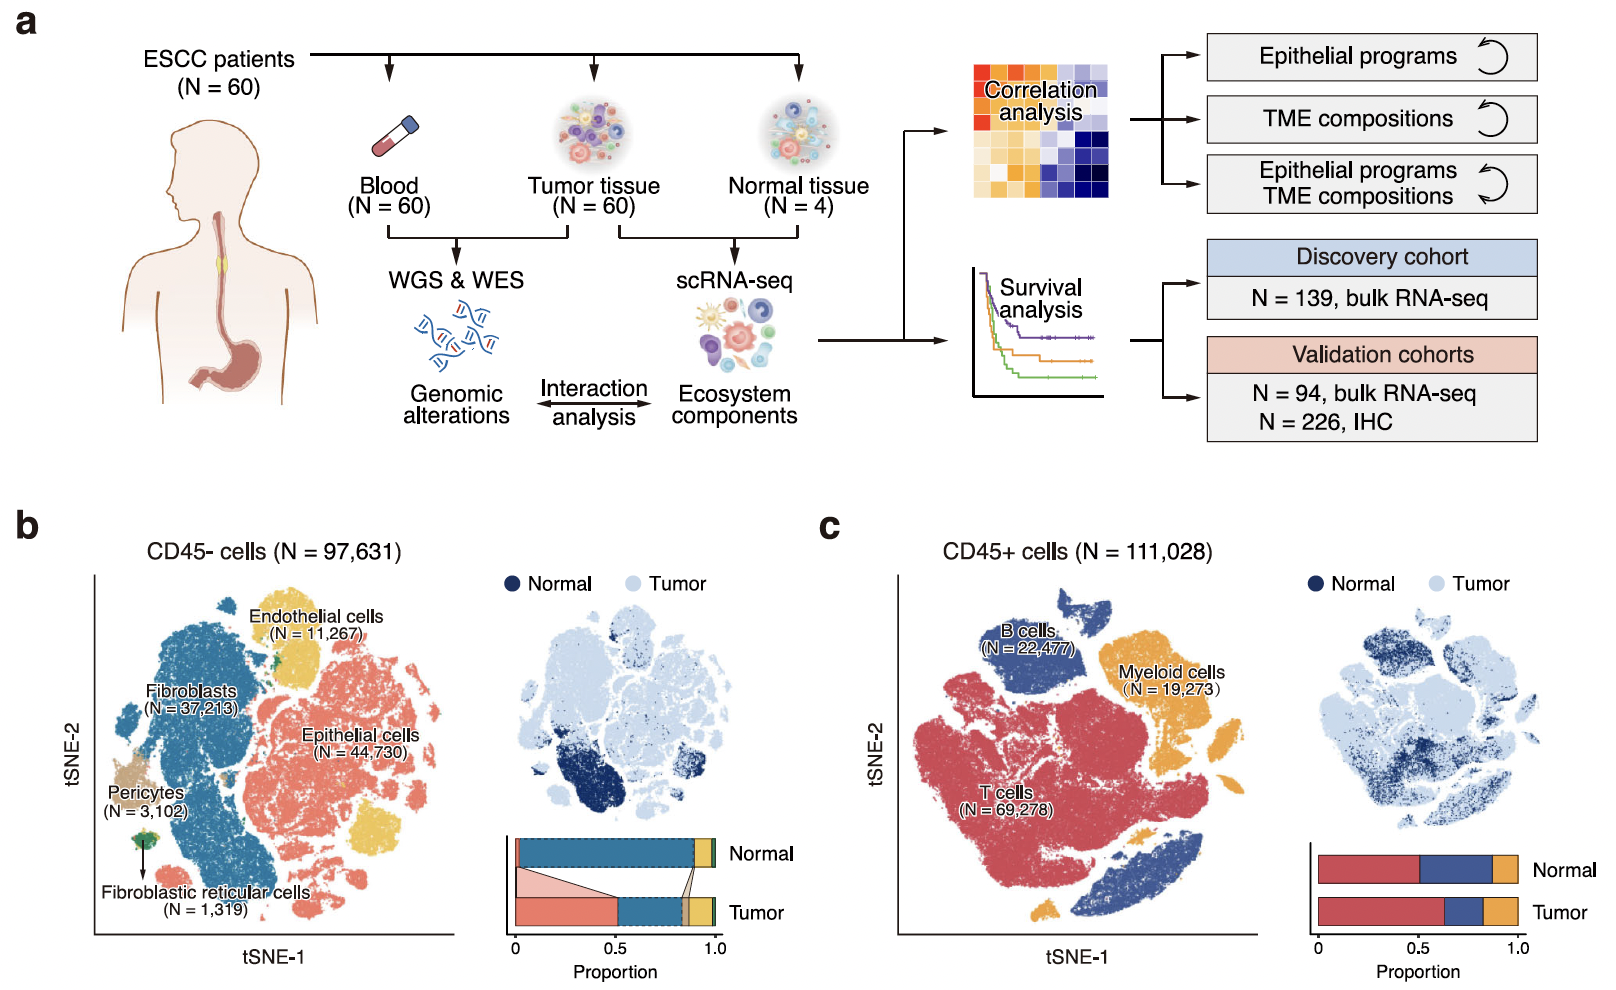 a
ESCC patients
(N = 60)
Blood
(N = 60)
Tumor tissue
(N = 60)
Normal tissue
(N = 4)
WGS & WES
scRNA-seq
Genomic
alterations
Interaction
analysis
Ecosystem
components
Correlation
analysis
Survival
analysis
Epithelial programs
TME compositions
Epithelial programs
TME compositions
Discovery cohort
N = 139, bulk RNA-seq
Validation cohorts
N = 94, bulk RNA-seq
N = 226, IHC
b
CD45- cells (N = 97,631)
tSNE-2
Endothelial cells
(N = 11,267)
Fibroblasts
(N = 37,213)
Epithelial cells
(N = 44,730)
Pericytes
(N = 3,102)
Fibroblastic reticular cells
(N = 1,319)
tSNE-1
Normal
Tumor
Normal
Tumor
0
0.5
1.0
Proportion
c
CD45+ cells (N = 111,028)
tSNE-2
B cells
(N = 22,477)
Myeloid cells
(N = 19,273)
T cells
(N = 69,278)
tSNE-1
Normal
Tumor
Normal
Tumor
0
0.5
1.0
Proportion